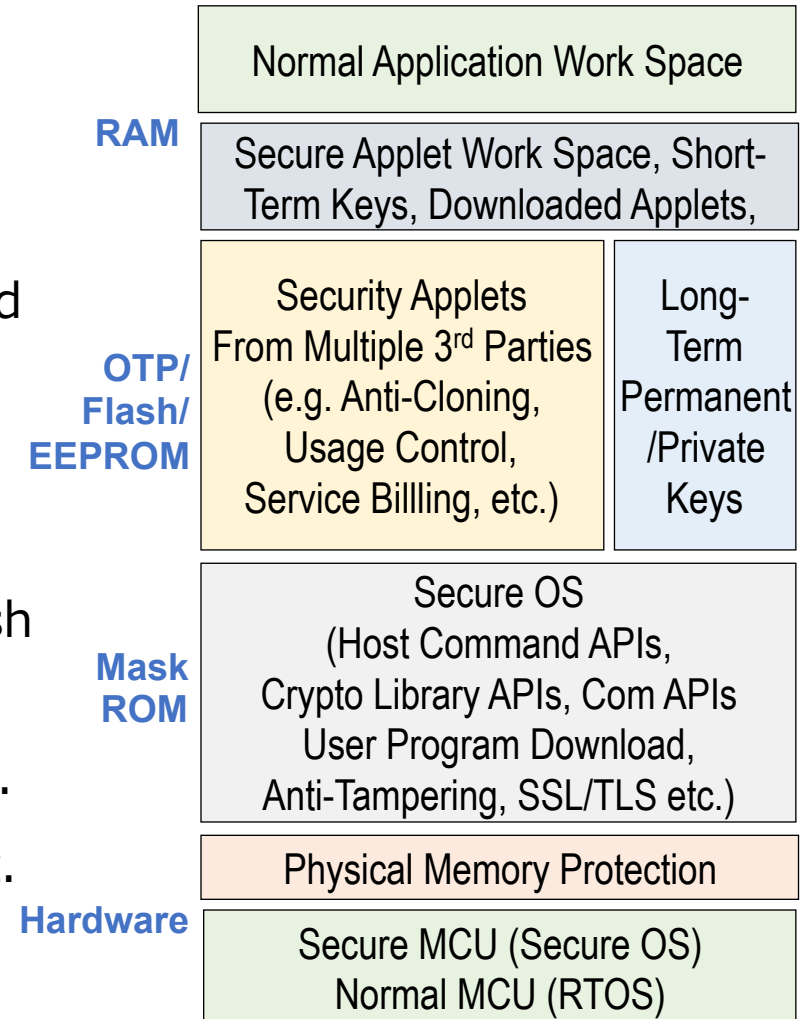 Normal Application Work Space
RAM
Secure Applet Work Space, Short-
Term Keys, Downloaded Applets,
d
OTP/
Flash/
EEPROM
Security Applets
From Multiple 3rd Parties
(e.g. Anti-Cloning,
Usage Control,
Service Billling, etc.)
Long-
Term
Permanent
/Private
Keys
sh
Mask
ROM
Secure OS
(Host Command APIs,
Crypto Library APIs, Com APIs
User Program Download,
Anti-Tampering, SSL/TLS etc.)
.
Physical Memory Protection
Hardware
Secure MCU (Secure OS)
Normal MCU (RTOS)